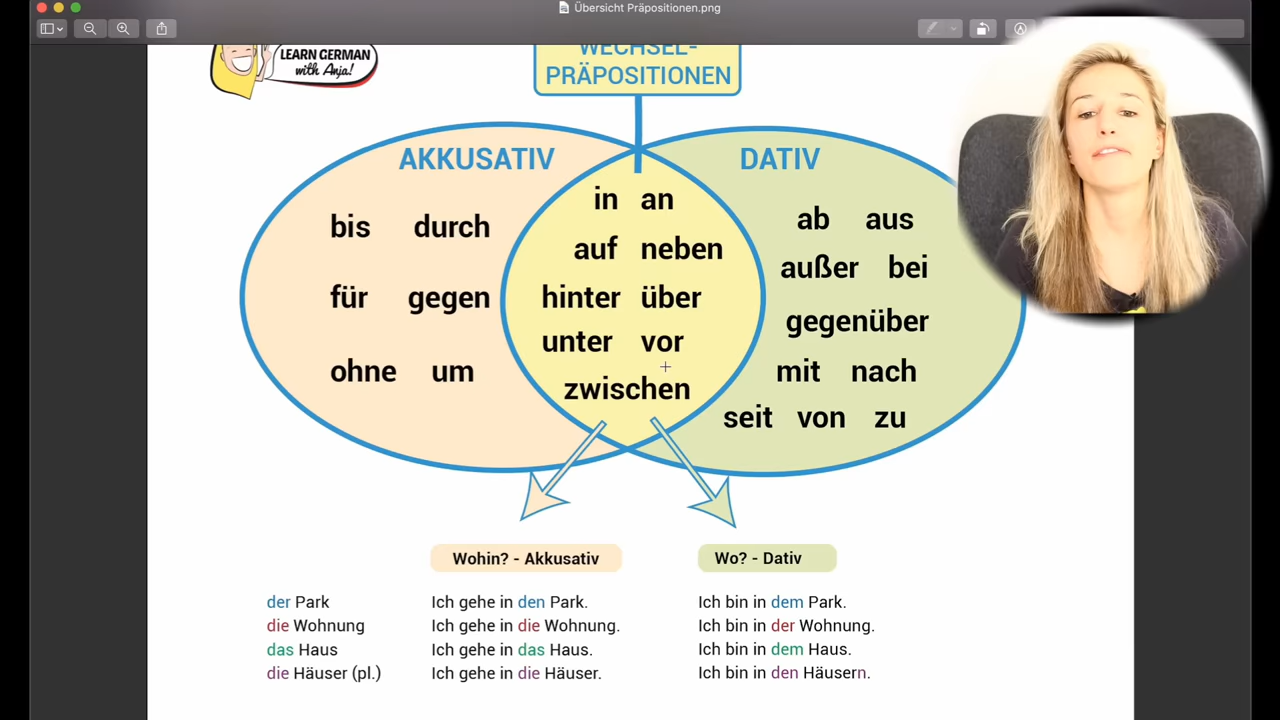 Übersicht Präpositionen.png
LEARN GERMAN
with Anja!
WECHSEL-
PRÄPOSITIONEN
AKKUSATIV
DATIV
bis durch
für gegen
ohne um
in an
auf neben
hinter über
unter vor
zwischen
ab aus
außer bei
gegenüber
mit nach
seit von zu
Wohin? - Akkusativ
Wo? - Dativ
der Park
Ich gehe in den Park.
Ich bin in dem Park.
die Wohnung
Ich gehe in die Wohnung.
Ich bin in der Wohnung.
das Haus
Ich gehe in das Haus.
Ich bin in dem Haus.
die Häuser (pl.)
Ich gehe in die Häuser.
Ich bin in den Häusern.